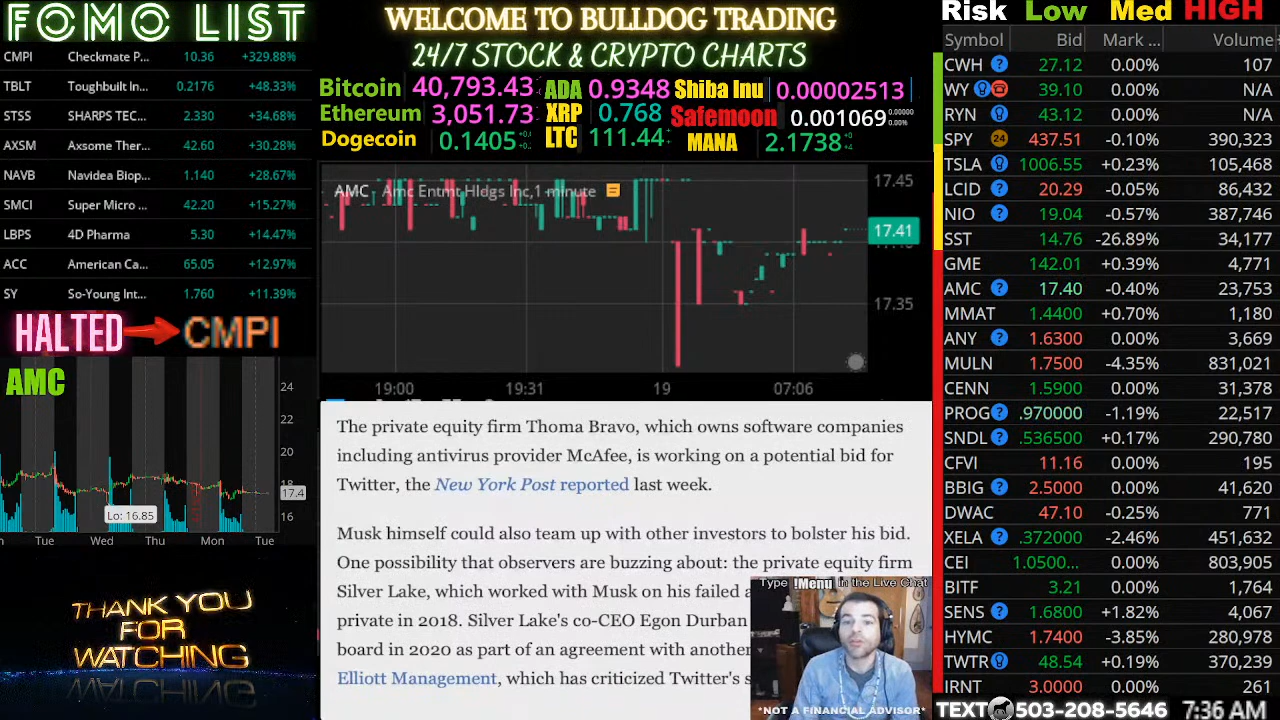 FOMO LIST
CMPI Checkmate P... 10.36 +329.88%
TBLT Toughbuilt In... 0.2176 +48.33%
STSS SHARPS TEC... 2.330 +34.68%
AXSM Axsome Ther... 42.60 +30.28%
NAVB Navidea Biop... 1.140 +28.67%
SMCI Super Micro ... 42.20 +15.27%
LBPS 4D Pharma 5.30 +14.47%
ACC American Ca... 65.05 +12.97%
SY So-Young Int... 1.760 +11.39%
HALTED CMPI
AMC
24
22
20
18
17.4
16
Lo: 16.85
Tue Wed Thu Mon Tue
THANK YOU
FOR
WATCHING
WELCOME TO BULLDOG TRADING
24/7 STOCK & CRYPTO CHARTS
Bitcoin 40,793.43 ADA 0.9348 Shiba Inu 0.00002513
Ethereum 3,051.73 XRP 0.768 Safemoon 0.001069 0.00000 0.00%
Dogecoin 0.1405 LTC 111.44 MANA 2.1738
AMC - Amc Entmt Hldgs Inc,1 minute
17.45
17.41
17.35
19:00 19:31 19 07:06
The private equity firm Thoma Bravo, which owns software companies
including antivirus provider McAfee, is working on a potential bid for
Twitter, the New York Post reported last week.
Musk himself could also team up with other investors to bolster his bid.
One possibility that observers are buzzing about: the private equity firm
Silver Lake, which worked with Musk on his failed
private in 2018. Silver Lake's co-CEO Egon Durban
board in 2020 as part of an agreement with another
Elliott Management, which has criticized Twitter's s
Type !Menu In the Live Chat
*NOT A FINANCIAL ADVISOR*
Risk Low Med HIGH
Symbol Bid Mark ... Volume
CWH 27.12 0.00% 107
WY 39.10 0.00% N/A
RYN 43.12 0.00% N/A
SPY 24 437.51 -0.10% 390,323
TSLA 1006.55 +0.23% 105,468
LCID 20.29 -0.05% 86,432
NIO 19.04 -0.57% 387,746
SST 14.76 -26.89% 34,177
GME 142.01 +0.39% 4,771
AMC 17.40 -0.40% 23,753
MMAT 1.4400 +0.70% 1,180
ANY 1.6300 0.00% 3,669
MULN 1.7500 -4.35% 831,021
CENN 1.5900 0.00% 31,378
PROG .970000 -1.19% 22,517
SNDL .536500 +0.17% 290,780
CFVI 11.16 0.00% 195
BBIG 2.5000 0.00% 41,620
DWAC 47.10 -0.25% 771
XELA .372000 -2.46% 451,632
CEI 1.0500... 0.00% 803,905
BITF 3.21 0.00% 1,764
SENS 1.6800 +1.82% 4,067
HYMC 1.7400 -3.85% 280,978
TWTR 48.54 +0.19% 370,239
IRNT 3.0000 0.00% 261
TEXT 503-208-5646 7:36 AM